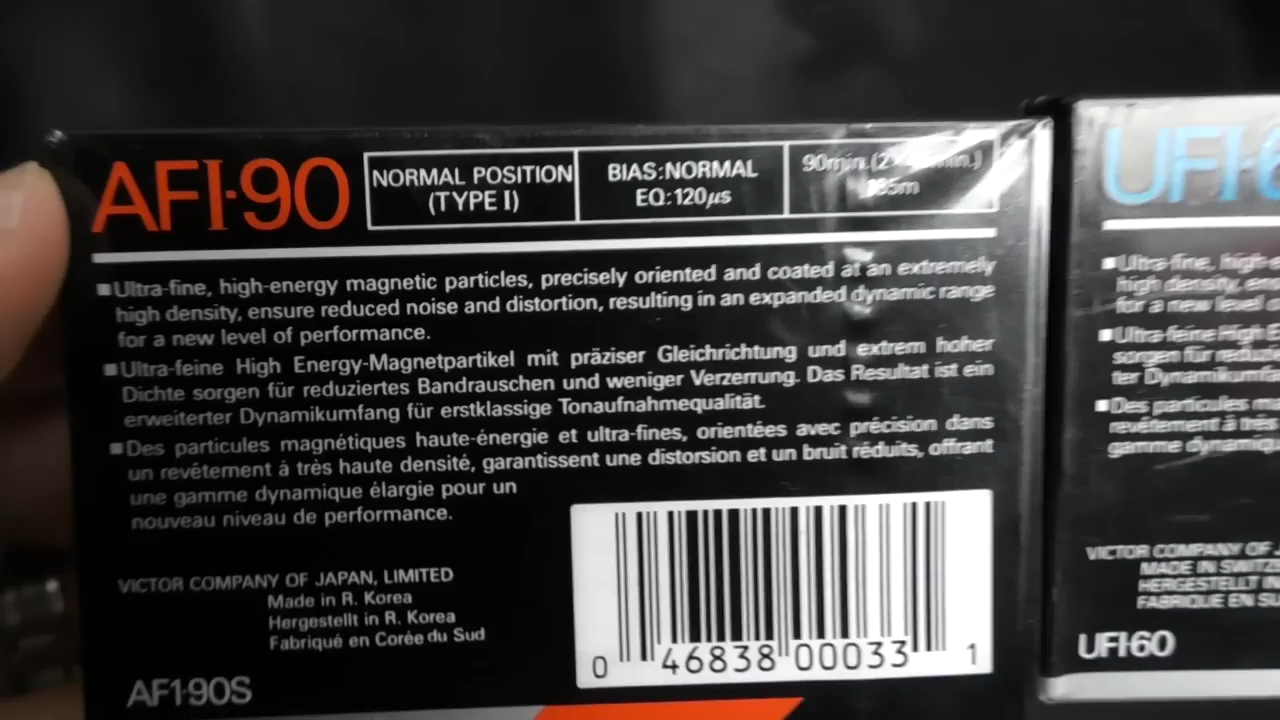 AFI·90
NORMAL POSITION
(TYPE I)
BIAS:NORMAL
EQ:120μs
90min.
■Ultra-fine, high-energy magnetic particles, precisely oriented and coated at an extremely
high density, ensure reduced noise and distortion, resulting in an expanded dynamic range
for a new level of performance.
■Ultra-feine High Energy-Magnetpartikel mit präziser Gleichrichtung und extrem hoher
Dichte sorgen für reduziertes Bandrauschen und weniger Verzerrung. Das Resultat ist ein
erweiterter Dynamikumfang für erstklassige Tonaufnahmequalität.
■Des particules magnétiques haute-énergie et ultra-fines, orientées avec précision dans
un revêtement à très haute densité, garantissent une distorsion et un bruit réduits, offrant
une gamme dynamique élargie pour un
nouveau niveau de performance.
VICTOR COMPANY OF JAPAN, LIMITED
Made in R. Korea
Hergestellt in R. Korea
Fabriqué en Corée du Sud
AF1·90S
0 46838 00033 1
UFI·6
■Ultra-fine, high-e
high density, en
for a new level o
■Ultra-feine High E
sorgen für reduzie
ter Dynamikumfa
■Des particules ma
revêtement à très
gamme dynamiqu
VICTOR COMPANY OF
MADE IN SWITZE
HERGESTELLT IN
FABRIQUE EN SU
UFI·60